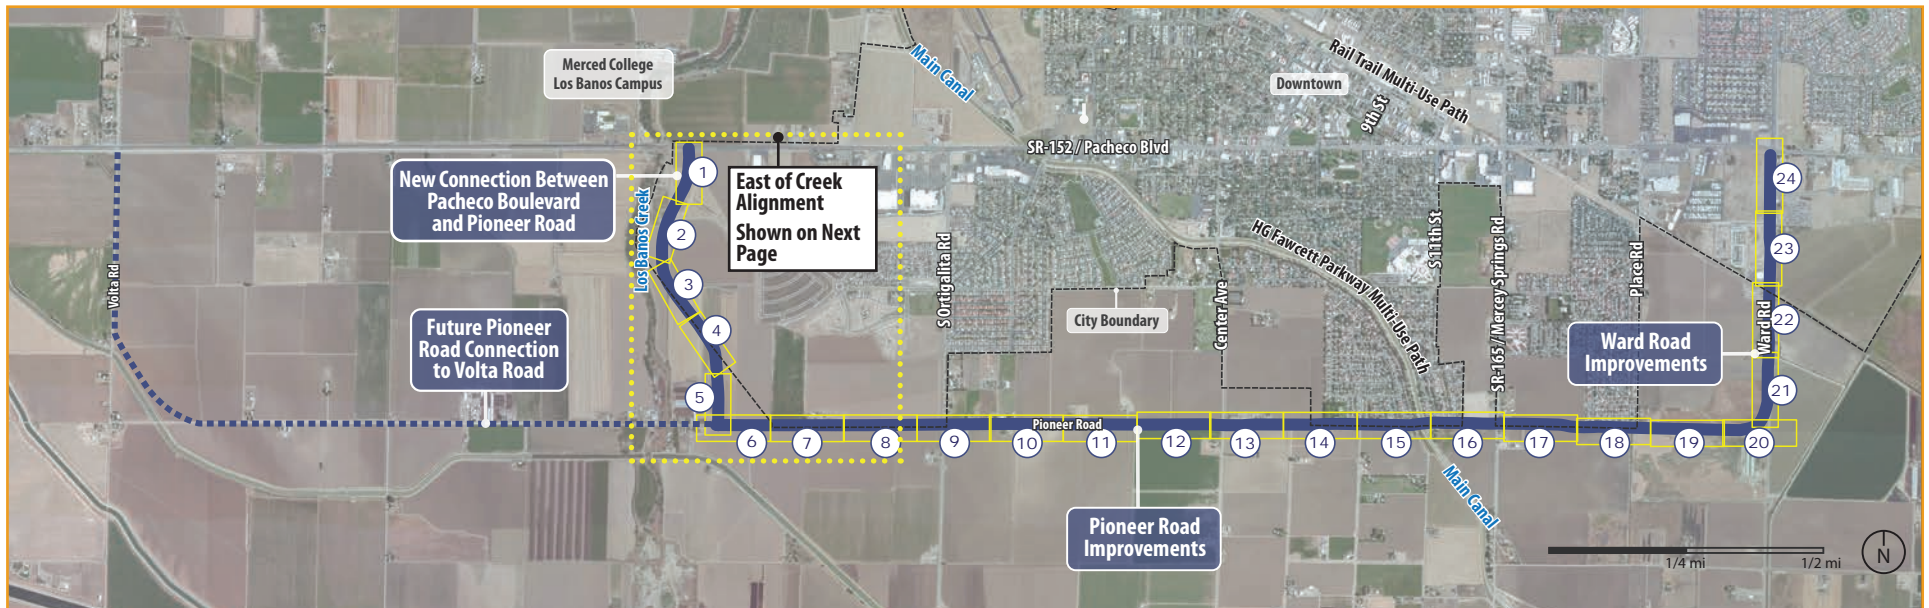 Merced College
Los Banos Campus
Main Canal
Rail Trail Multi-Use Path
Downtown
9th St
SR-152 / Pacheco Blvd
New Connection Between
Pacheco Boulevard
and Pioneer Road
East of Creek
Alignment
Shown on Next
Page
Los Banos Creek
Volta Rd
Future Pioneer
Road Connection
to Volta Road
S Ortigalita Rd
City Boundary
Center Ave
HG Fawcett Parkway Multi-Use Path
S 11th St
SR-165 / Mercey Springs Rd
Place Rd
Ward Rd
Ward Road
Improvements
1
2
3
4
5
6
7
8
9
10
11
12
13
14
15
16
17
18
19
20
21
22
23
24
Pioneer Road
Pioneer Road
Improvements
Main Canal
1/4 mi
1/2 mi
N